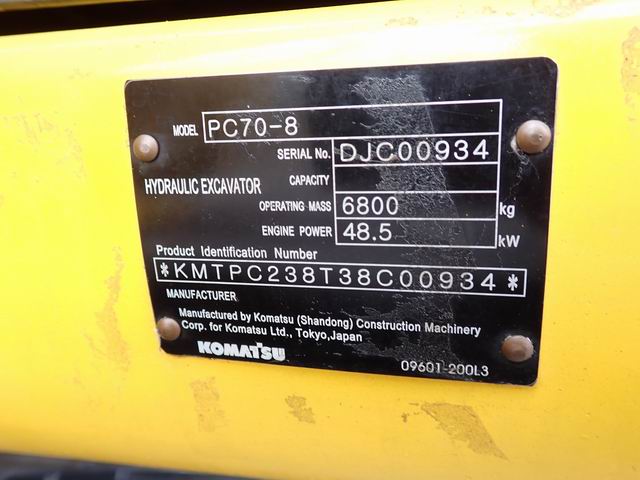 MODEL PC70-8
SERIAL No. DJC00934
HYDRAULIC EXCAVATOR
CAPACITY
OPERATING MASS 6800 kg
ENGINE POWER 48.5 kW
Product Identification Number
*KMTPC238T38C00934*
MANUFACTURER
Manufactured by Komatsu (Shandong) Construction Machinery
Corp. for Komatsu Ltd., Tokyo,Japan
KOMATSU
09601-200L3